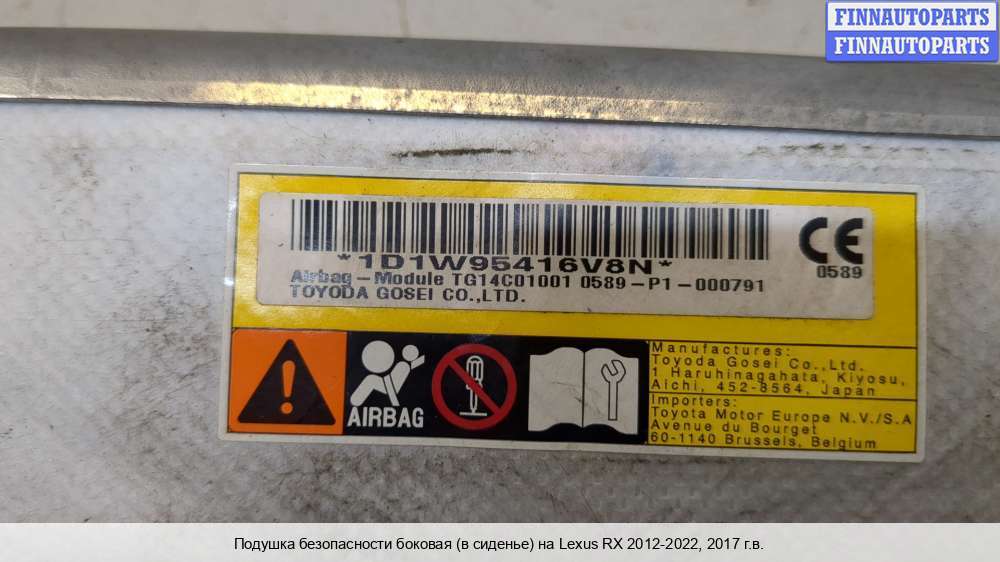 FINNAUTOPARTS
FINNAUTOPARTS
*1D1W95416V8N*
Airbag-Module TG14C01001 0589-P1-000791
TOYODA GOSEI CO.,LTD.
CE
0589
AIRBAG
Manufactures:
Toyoda Gosei Co.,Ltd.
1 Haruhinagahata, Kiyosu,
Aichi, 452-8564, Japan
Importers:
Toyota Motor Europe N.V./S.A
Avenue du Bourget
60-1140 Brussels, Belgium
Подушка безопасности боковая (в сиденье) на Lexus RX 2012-2022, 2017 г.в.